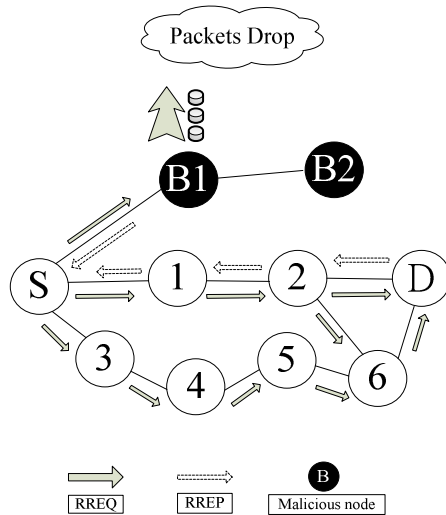 Packets Drop
B1
B2
S
1
2
D
3
4
5
6
B
RREQ
RREP
Malicious node